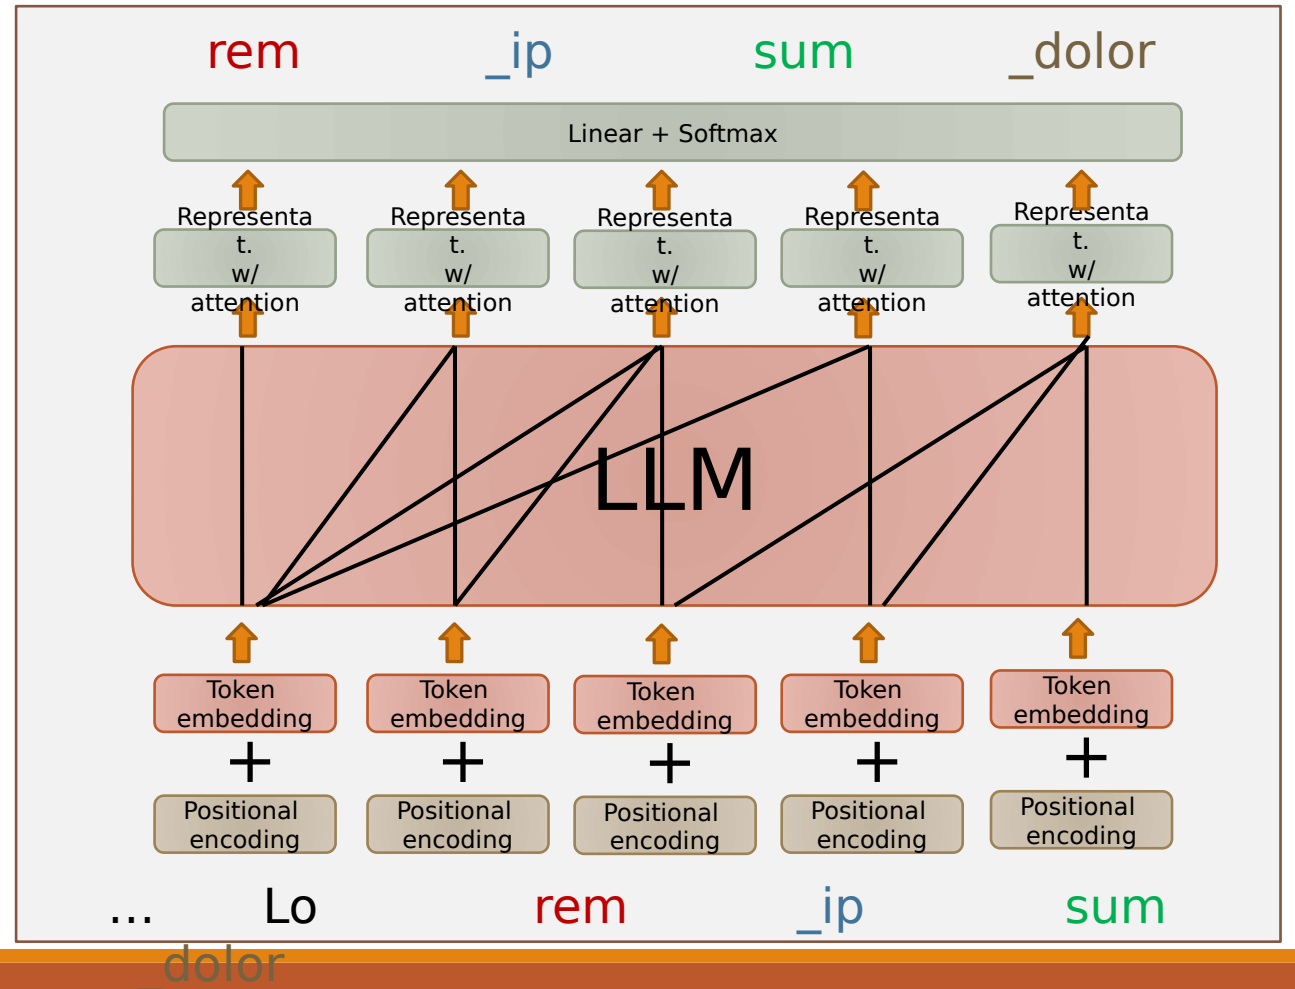 rem _ip sum _dolor
Linear + Softmax
Representa
t.
w/
attention
Representa
t.
w/
attention
Representa
t.
w/
attention
Representa
t.
w/
attention
Representa
t.
w/
attention
LLM
Token
embedding
Token
embedding
Token
embedding
Token
embedding
Token
embedding
+ + + + +
Positional
encoding
Positional
encoding
Positional
encoding
Positional
encoding
Positional
encoding
... Lo rem _ip sum
_dolor